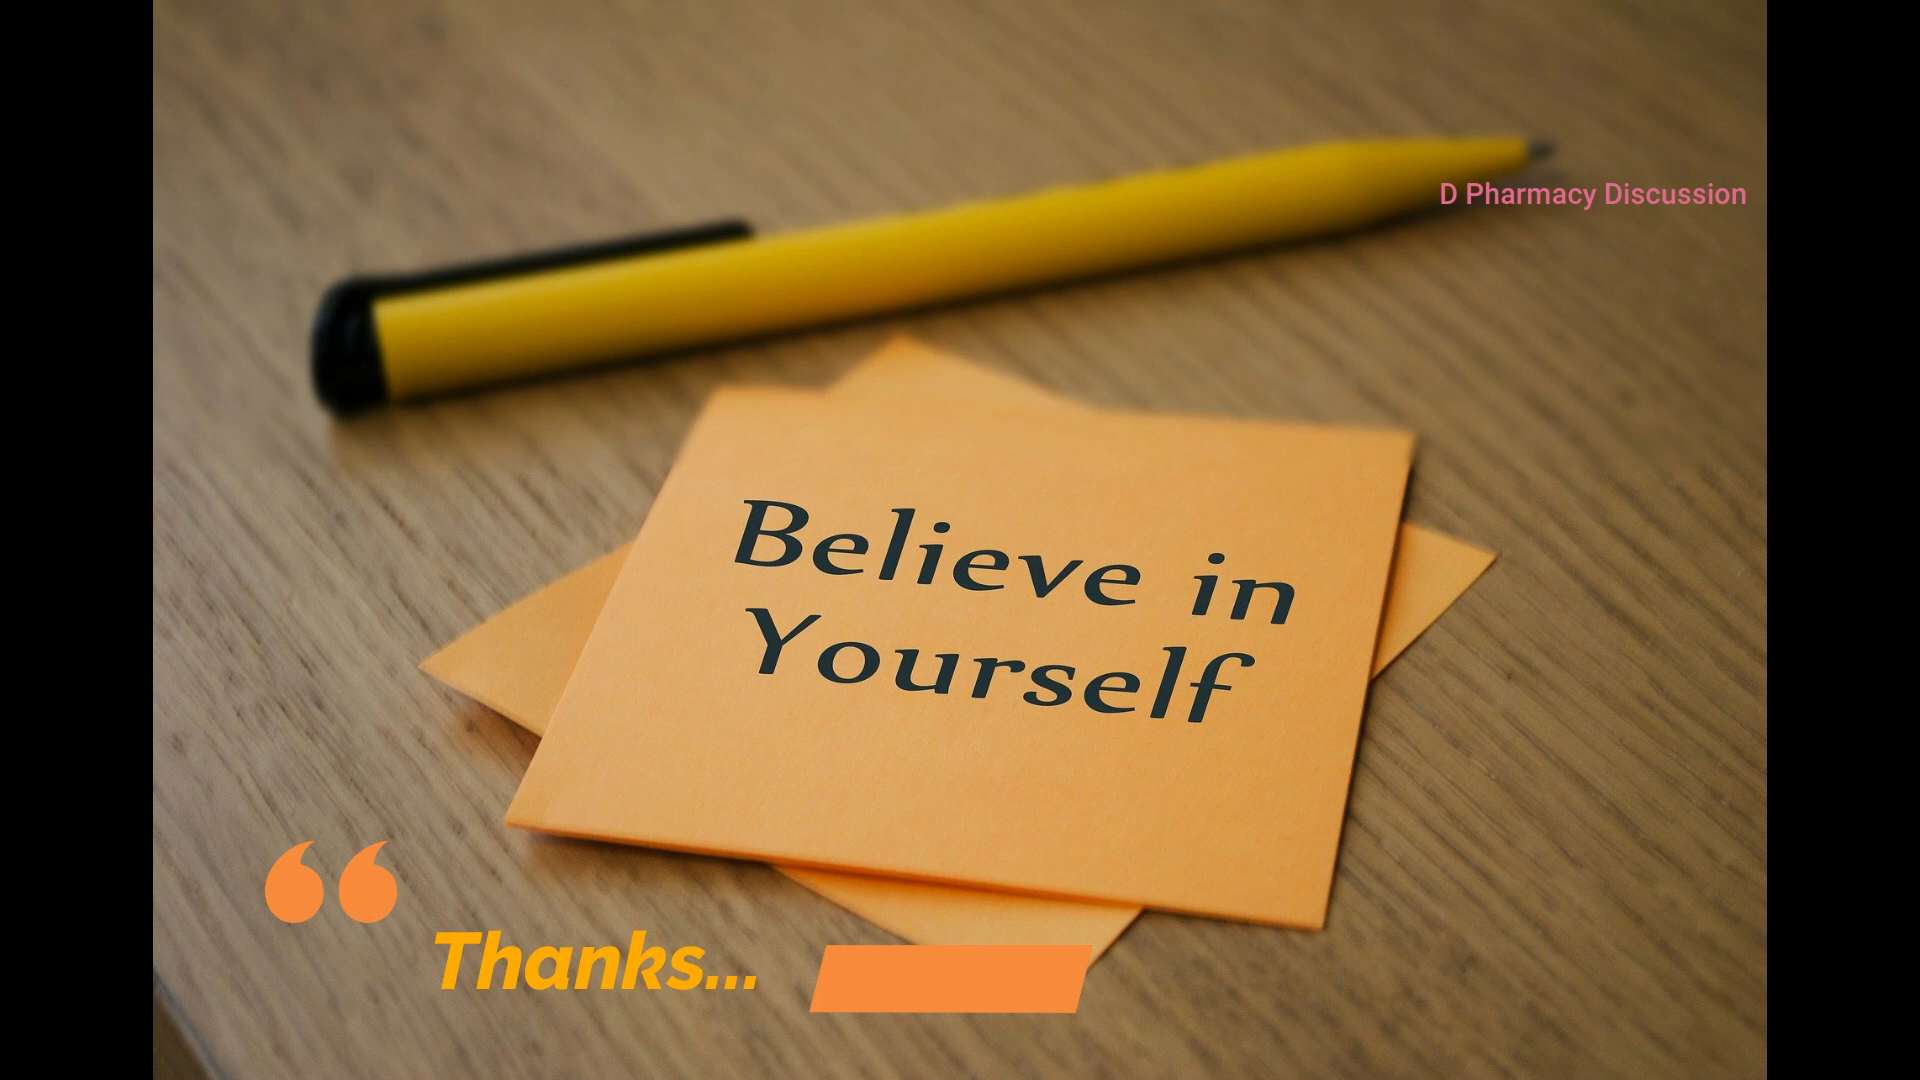 D Pharmacy Discussion
Believe in
Yourself
“
Thanks...